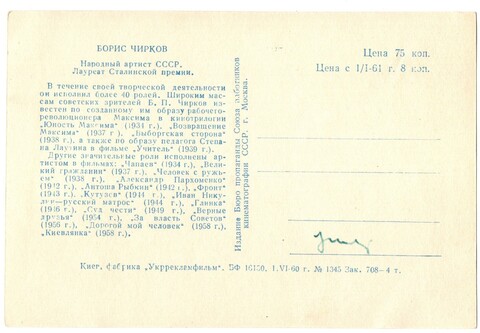 БОРИС ЧИРКОВ
Народный артист СССР.
Лауреат Сталинской премии.
В течение своей творческой деятельности
он исполнил более 40 ролей. Широким мас-
сам советских зрителей Б. П. Чирков из-
вестен по созданному им образу рабочего-
революционера Максима в кинотрилогии
„Юность Максима“ (1934 г.), „Возвращение
Максима“ (1937 г.) „Выборгская сторона“
(1938 г.), а также по образу педагога Степа-
на Лаутина в фильме „Учитель“ (1939 г.).
Другие значительные роли исполнены ар-
тистом в фильмах: „Чапаев“ (1934 г.), „Вели-
кий гражданин“ (1937 г.), „Человек с ружь-
ем“ (1938 г.), „Александр Пархоменко“
(1942 г.), „Антоша Рыбкин“ (1942 г.), „Фронт“
(1943 г.), „Кутузов“ (1944 г.), „Иван Нику-
лин—русский матрос“ (1944 г.), „Глинка“
(1946 г.), „Суд чести“ (1949 г.), „Верные
друзья“ (1954 г.), „За власть Советов“
(1956 г.), „Дорогой мой человек“ (1958 г.),
„Киевлянка“ (1958 г.),
Издание Бюро пропаганды Союза работников
кинематографии СССР. г. Москва.
Цена 75 коп.
Цена с 1/I-61 г. 8 коп.
Киев, фабрика „Укррекламфильм“. БФ 16130, 1.VI-60 г. № 1345 Зак. 708—4 т.